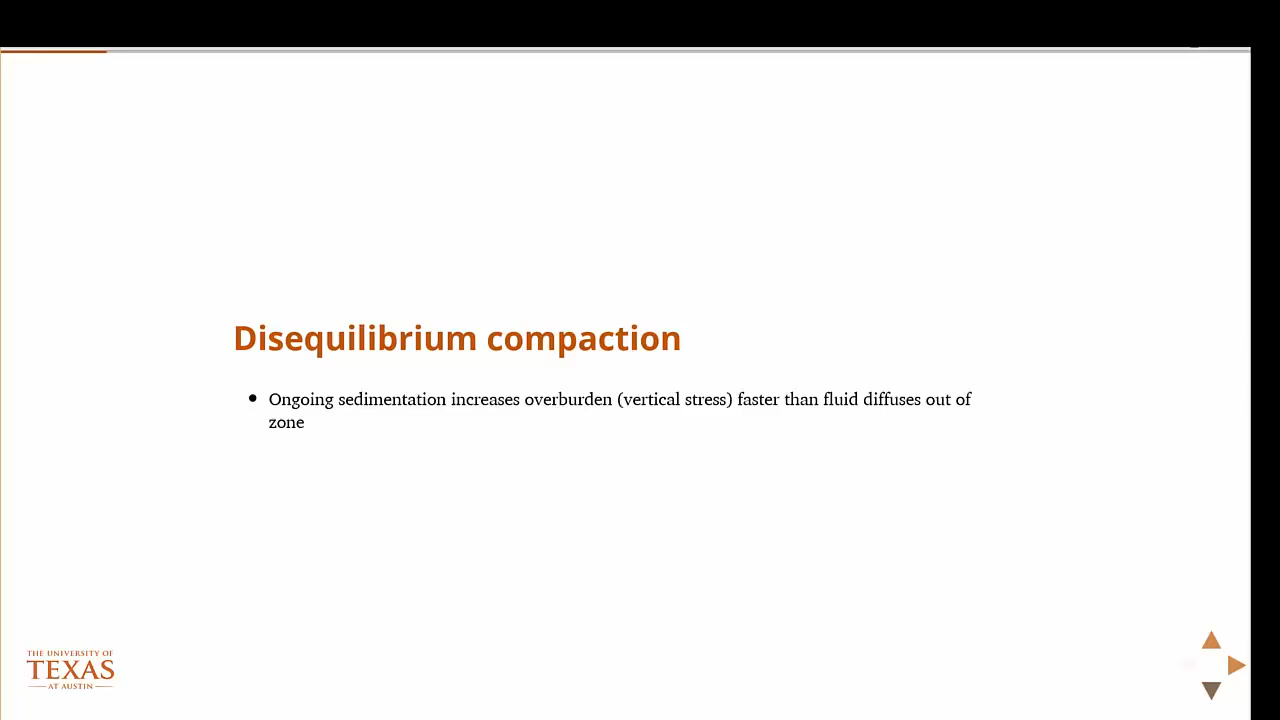 Disequilibrium compaction
• Ongoing sedimentation increases overburden (vertical stress) faster than fluid diffuses out of
zone
THE UNIVERSITY OF
TEXAS
AT AUSTIN